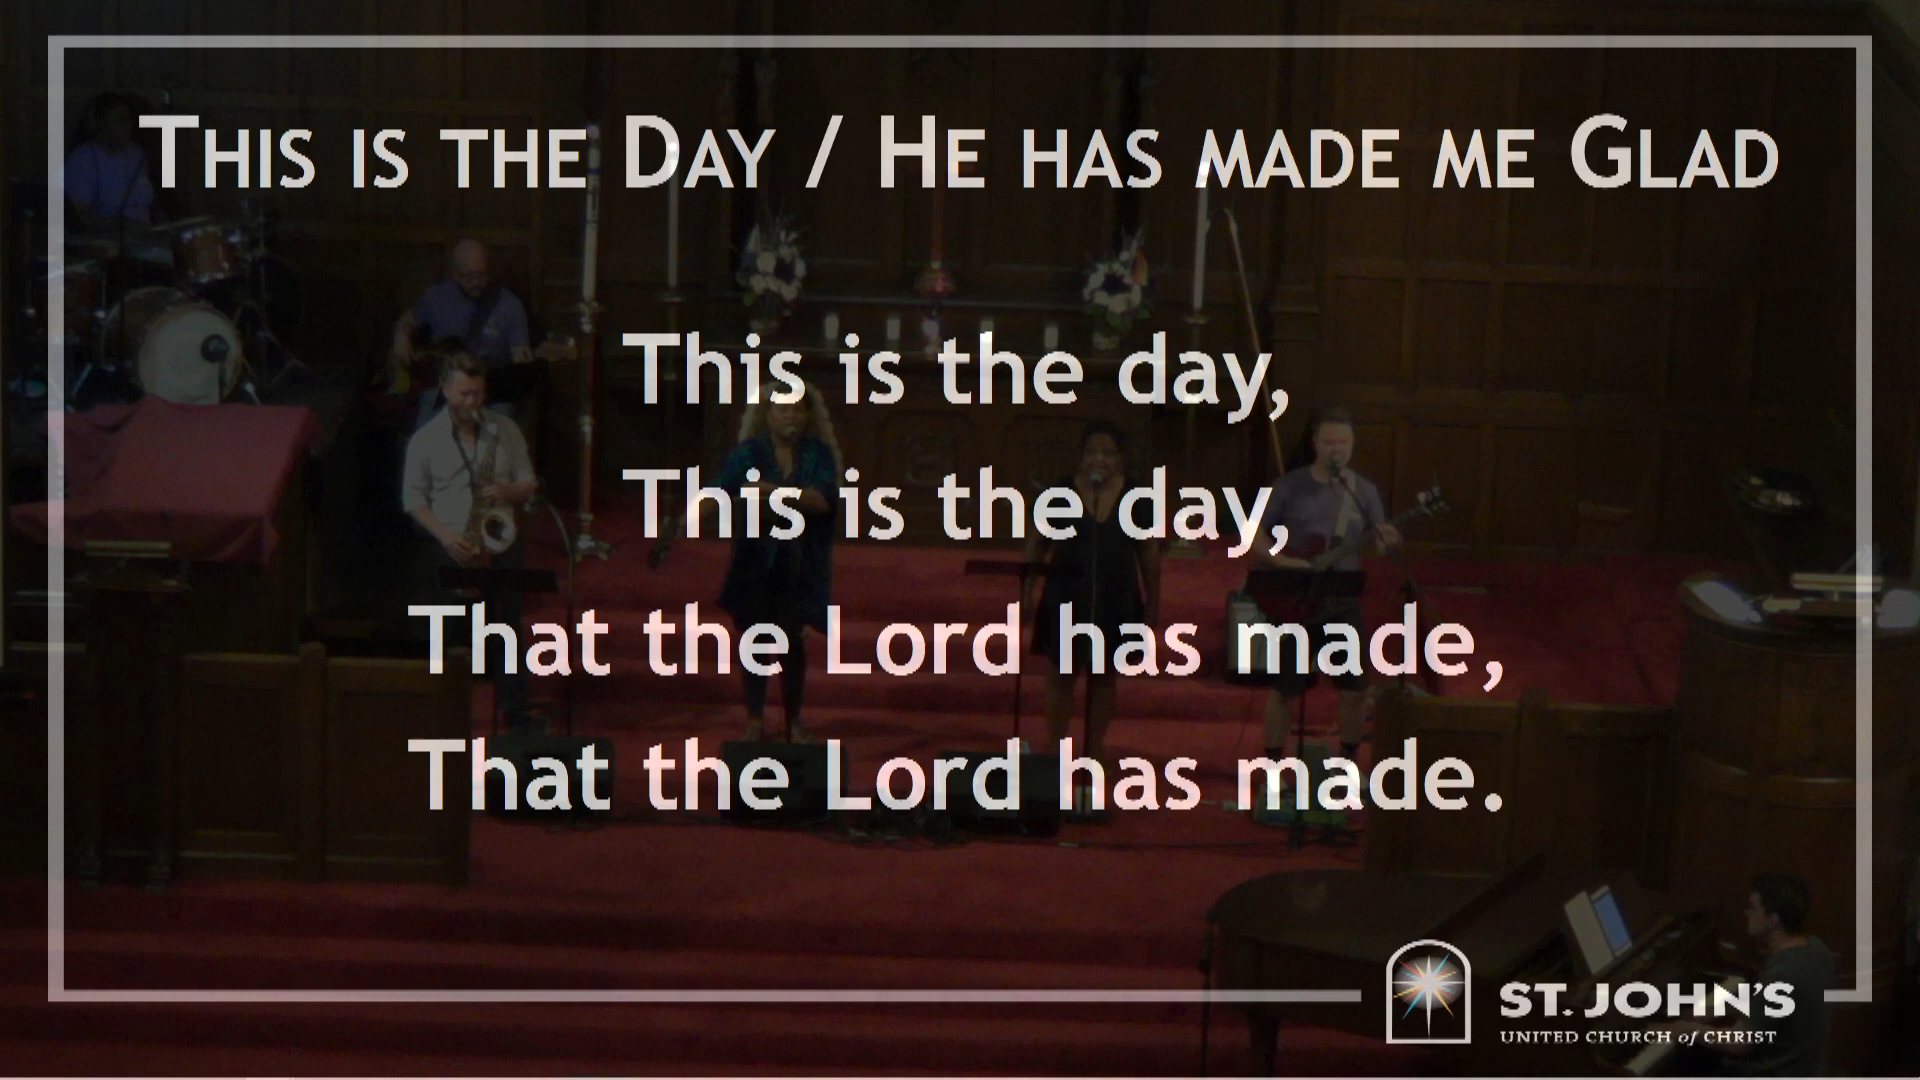 THIS IS THE DAY / HE HAS MADE ME GLAD
This is the day,
This is the day,
That the Lord has made,
That the Lord has made.
ST. JOHN'S
UNITED CHURCH of CHRIST